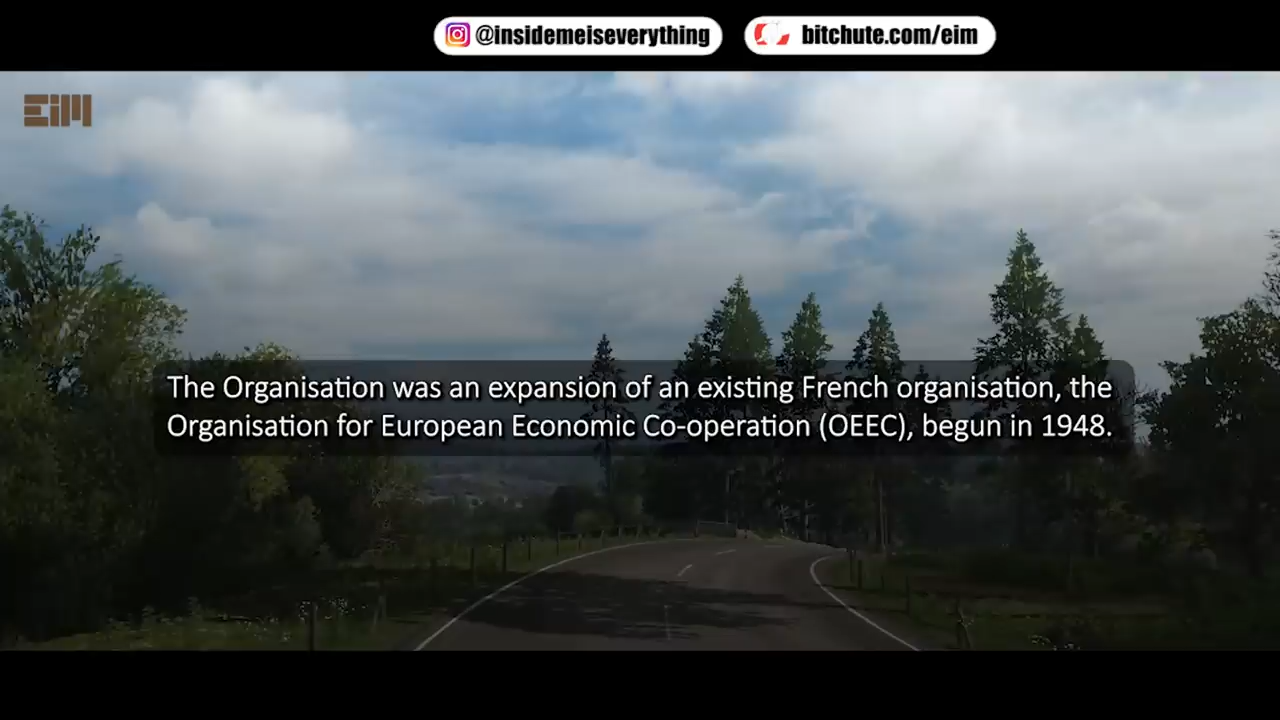 @insidemeiseverything
bitchute.com/eim
EiM
The Organisation was an expansion of an existing French organisation, the
Organisation for European Economic Co-operation (OEEC), begun in 1948.